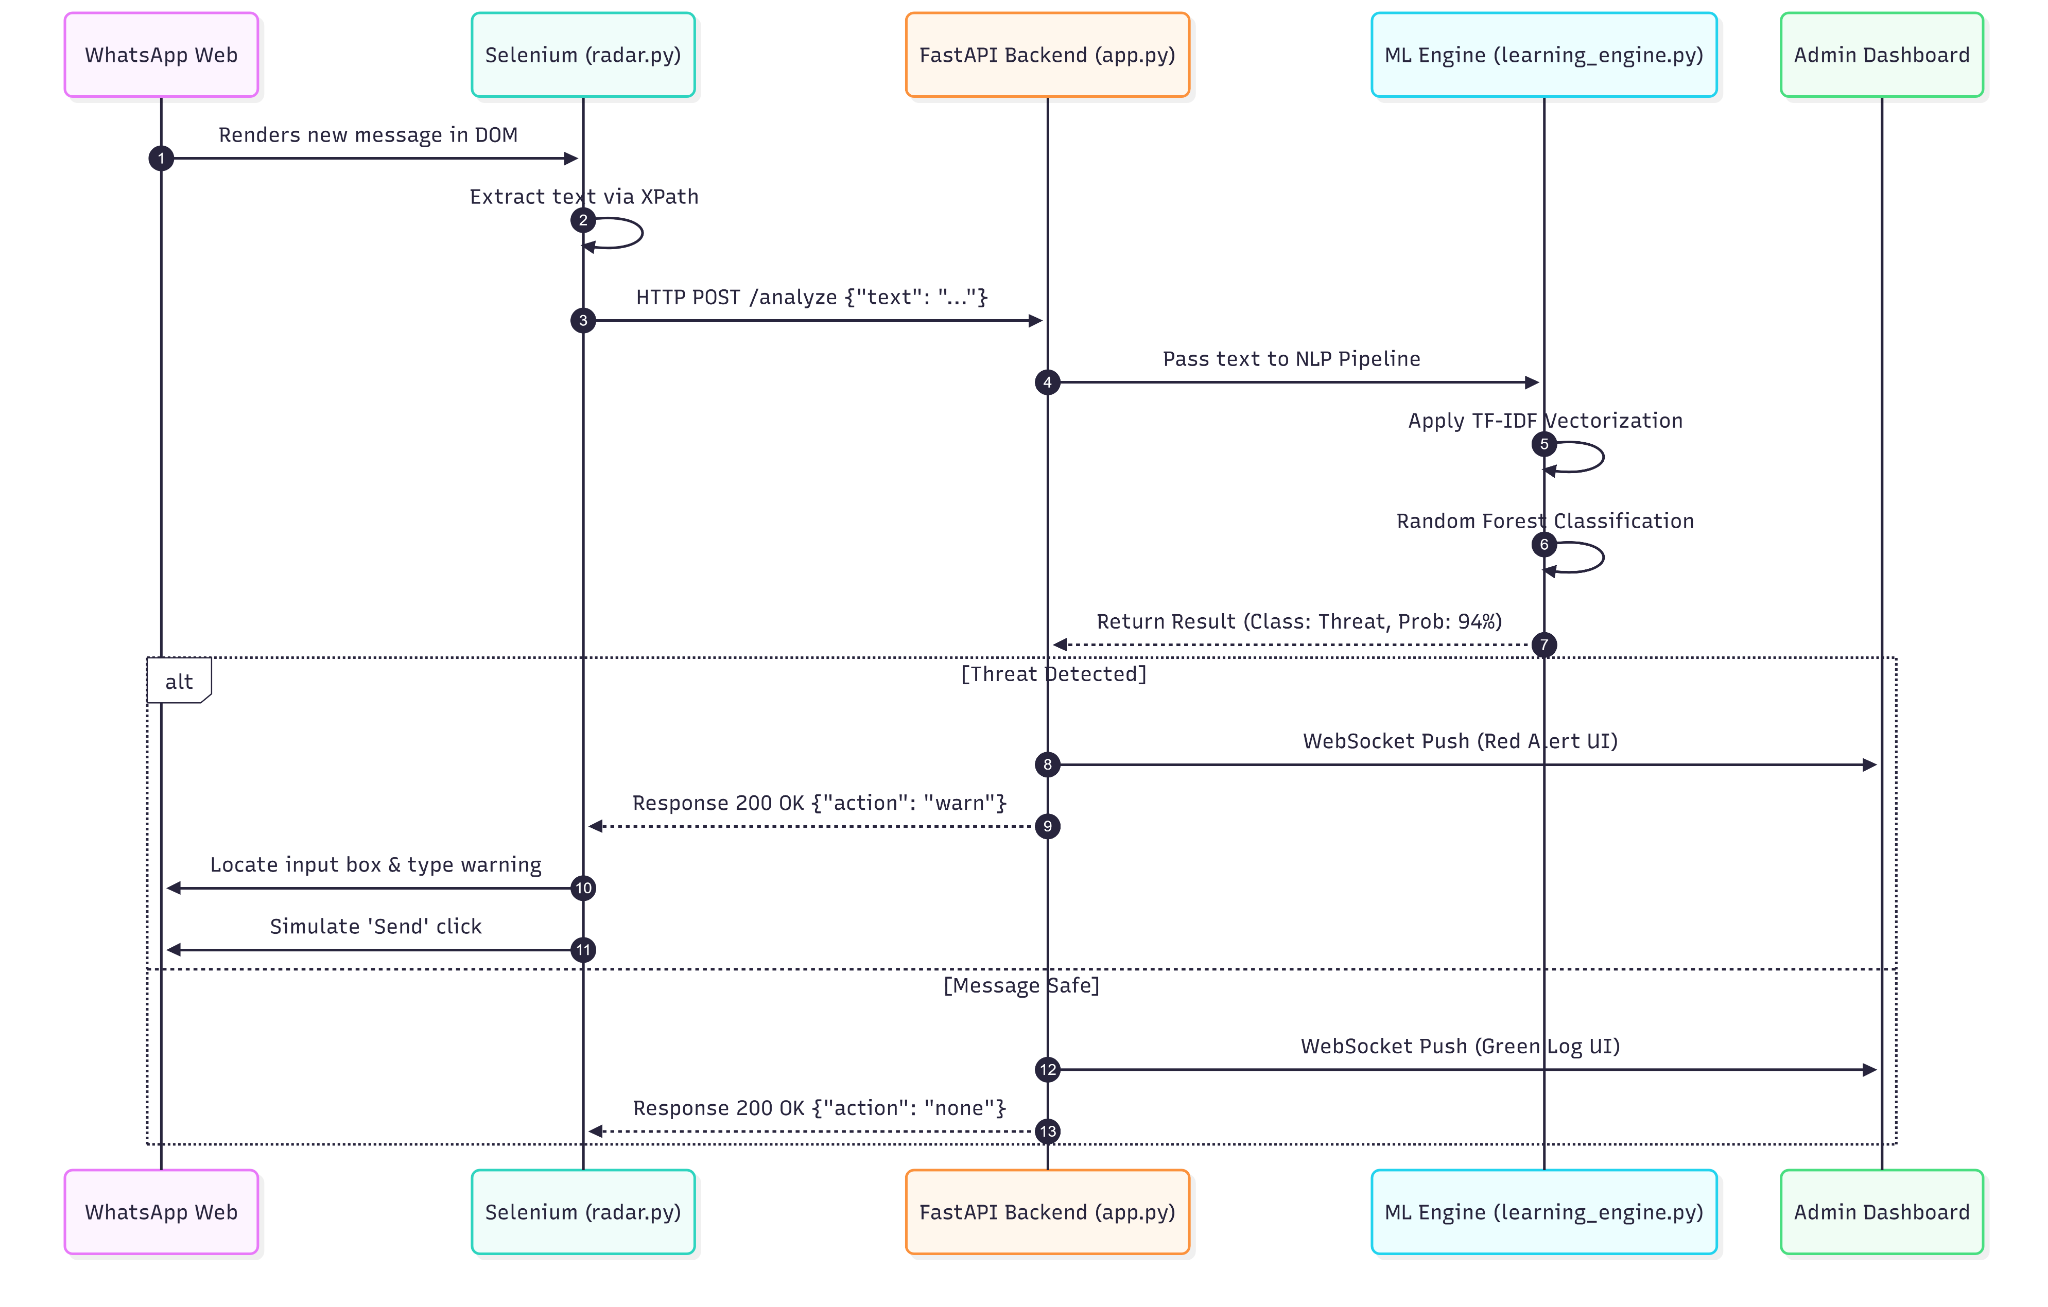 WhatsApp Web
Selenium (radar.py)
FastAPI Backend (app.py)
ML Engine (learning_engine.py)
Admin Dashboard
Renders new message in DOM
1
Extract text via XPath
2
HTTP POST /analyze {"text": "..."}
3
Pass text to NLP Pipeline
4
Apply TF-IDF Vectorization
5
Random Forest Classification
6
Return Result (Class: Threat, Prob: 94%)
7
alt
[Threat Detected]
WebSocket Push (Red Alert UI)
8
Response 200 OK {"action": "warn"}
9
Locate input box & type warning
10
Simulate 'Send' click
11
[Message Safe]
WebSocket Push (Green Log UI)
12
Response 200 OK {"action": "none"}
13
WhatsApp Web
Selenium (radar.py)
FastAPI Backend (app.py)
ML Engine (learning_engine.py)
Admin Dashboard